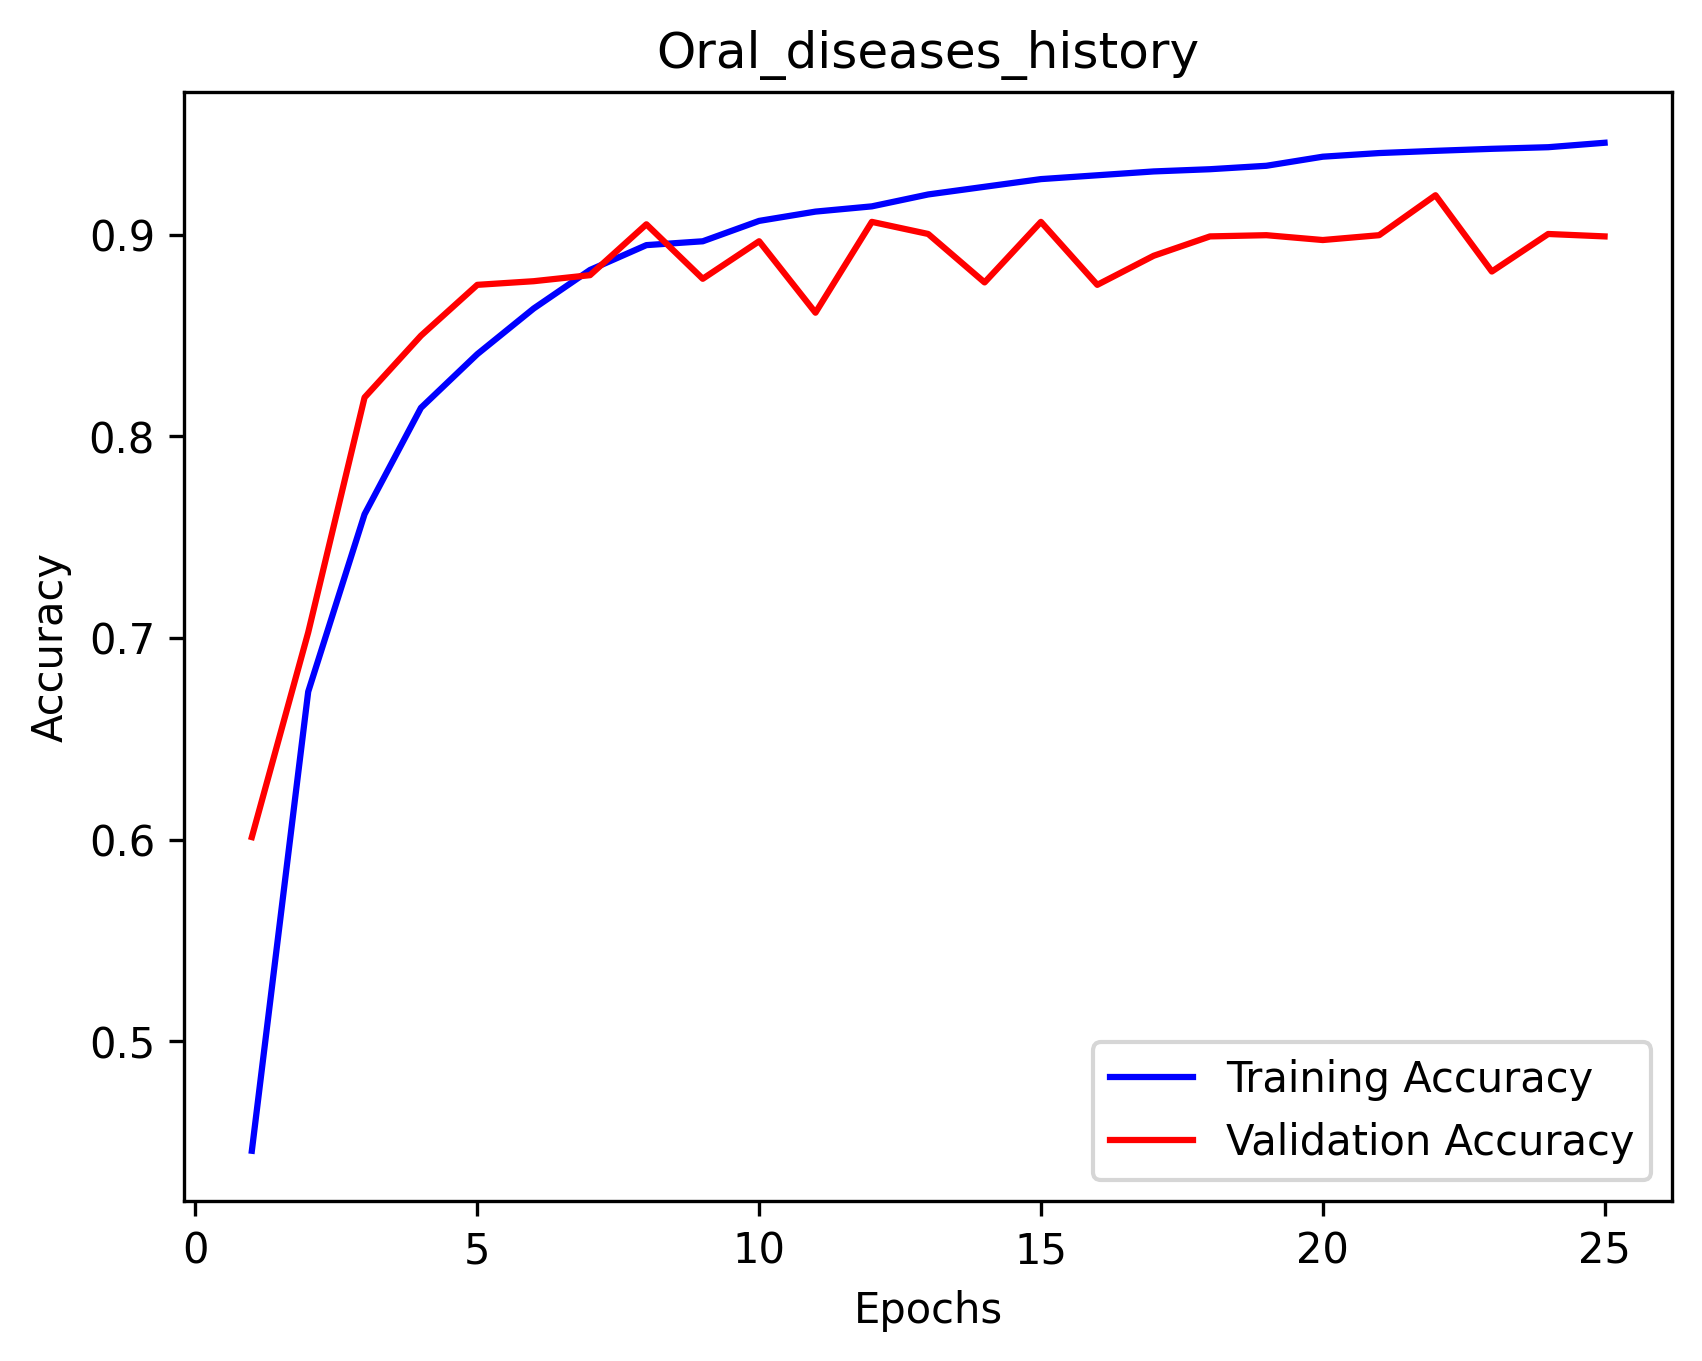 Oral_diseases_history
Accuracy
0.9
0.8
0.7
0.6
0.5
Training Accuracy
Validation Accuracy
0 5 10 15 20 25
Epochs